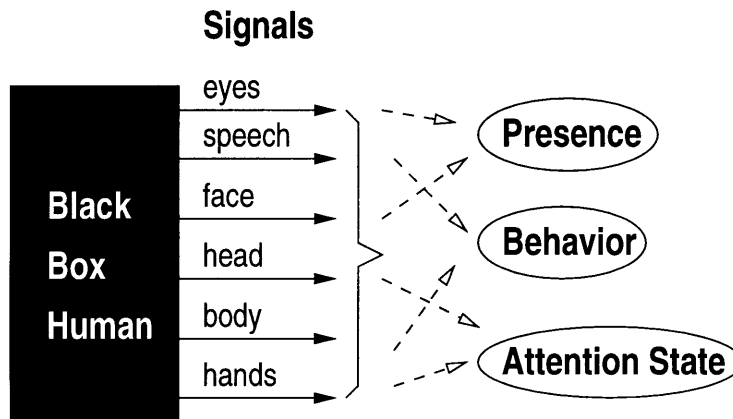 Signals
eyes
speech
face
head
body
hands
Black
Box
Human
Presence
Behavior
Attention State